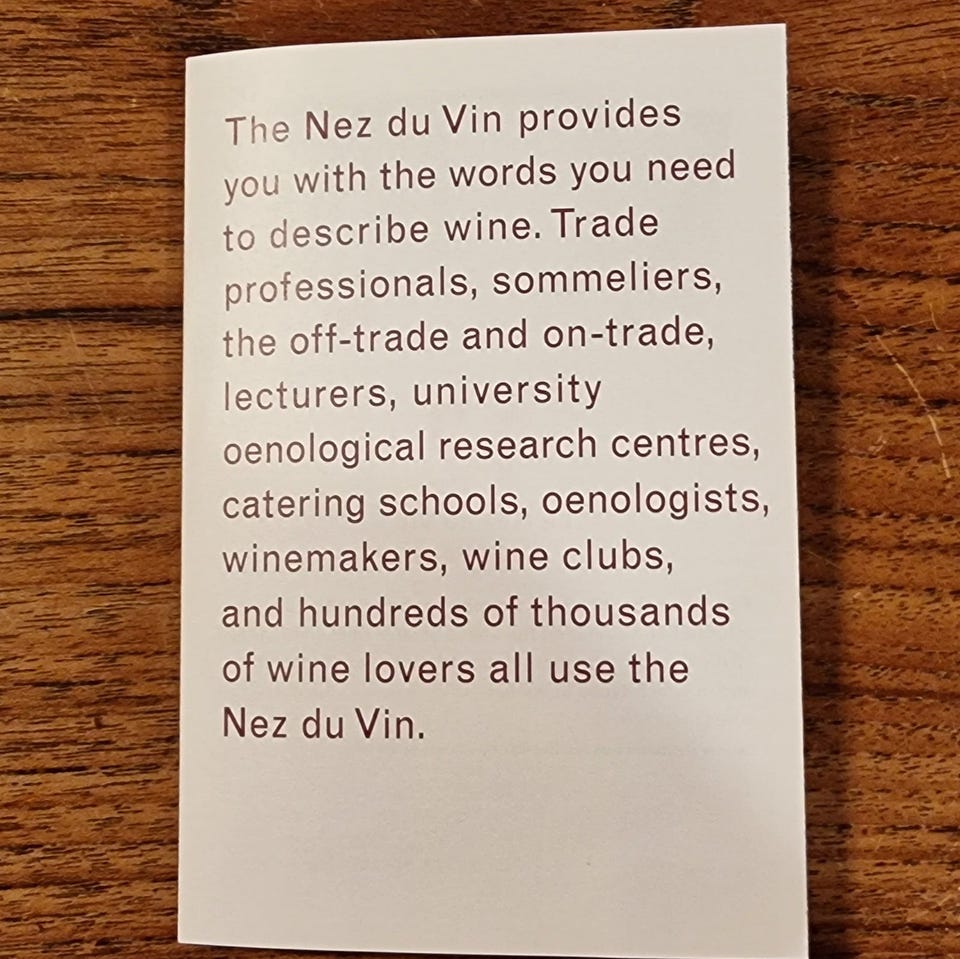 The Nez du Vin provides
you with the words you need
to describe wine. Trade
professionals, sommeliers,
the off-trade and on-trade,
lecturers, university
oenological research centres,
catering schools, oenologists,
winemakers, wine clubs,
and hundreds of thousands
of wine lovers all use the
Nez du Vin.